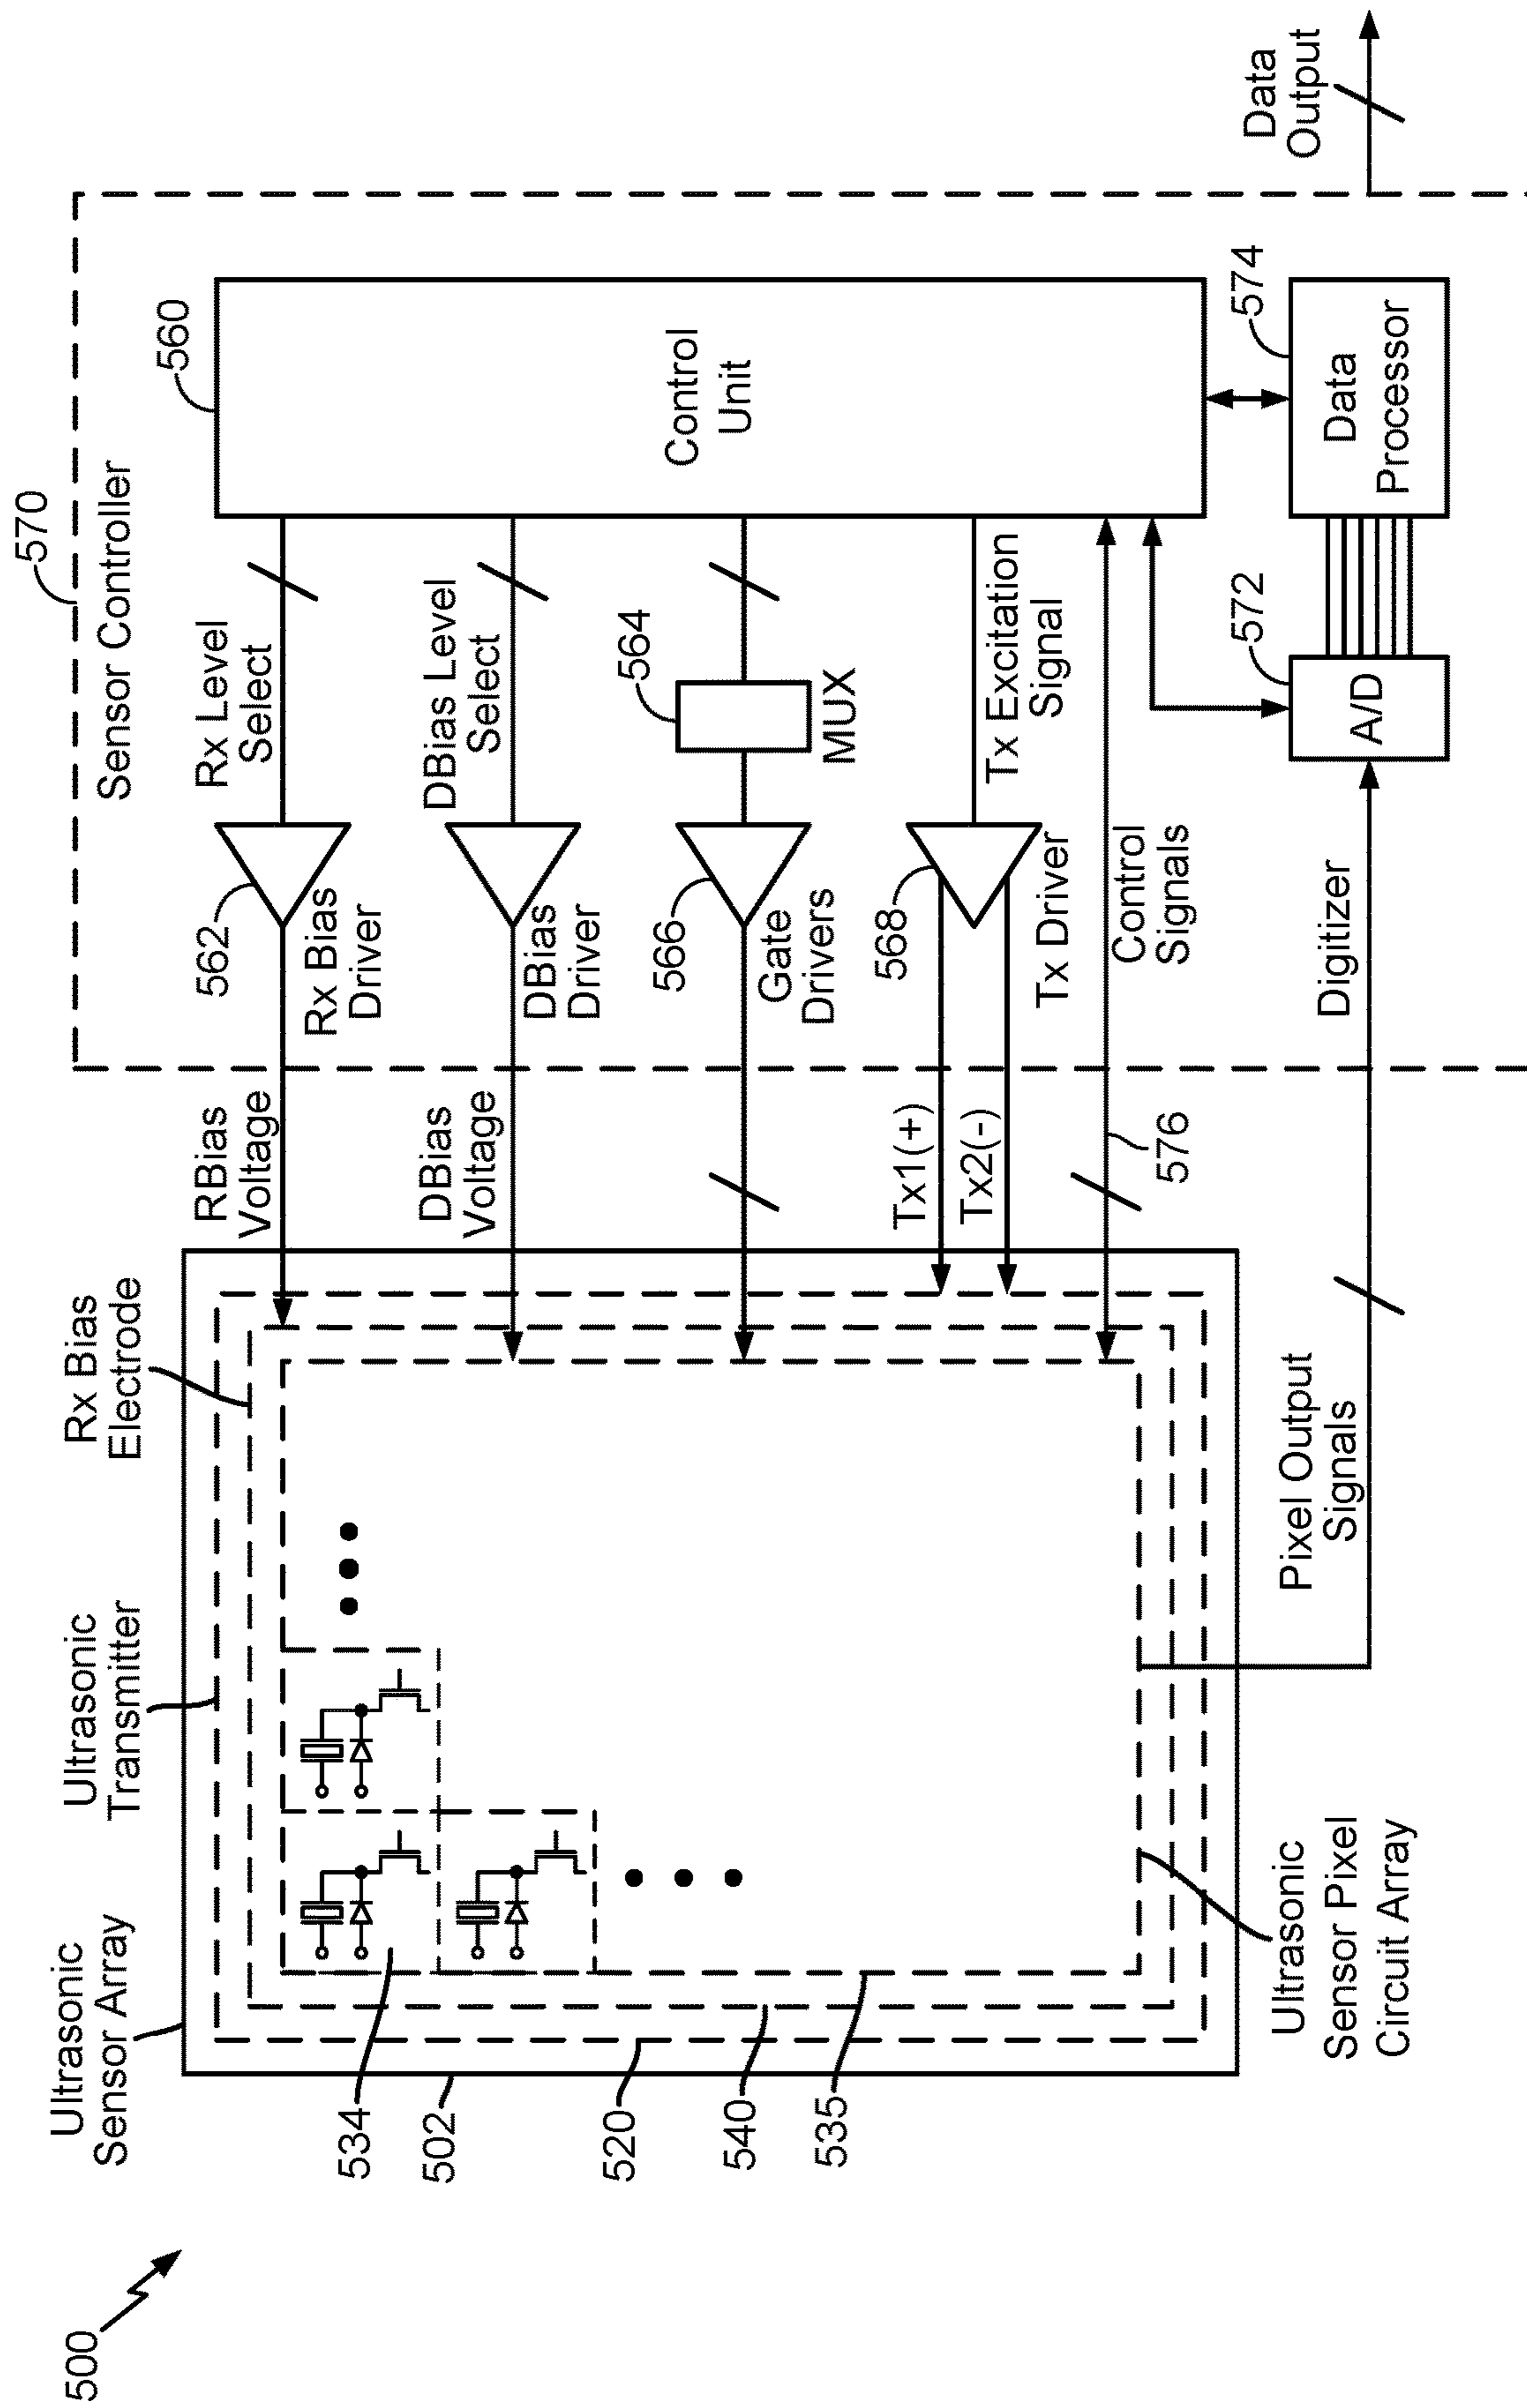 500
Ultrasonic
Sensor Array
Ultrasonic
Transmitter
Rx Bias
Electrode
534
502
520
540
535
Ultrasonic
Sensor Pixel
Circuit Array
RBias
Voltage
DBias
Voltage
Tx1(+)
Tx2(-)
576
Pixel Output
Signals
570
Sensor Controller
562
Rx Bias
Driver
Rx Level
Select
DBias
Driver
DBias Level
Select
566
Gate
Drivers
564
MUX
568
Tx Driver
Tx Excitation
Signal
Control
Signals
560
Control
Unit
Digitizer
572
A/D
574
Data
Processor
Data
Output